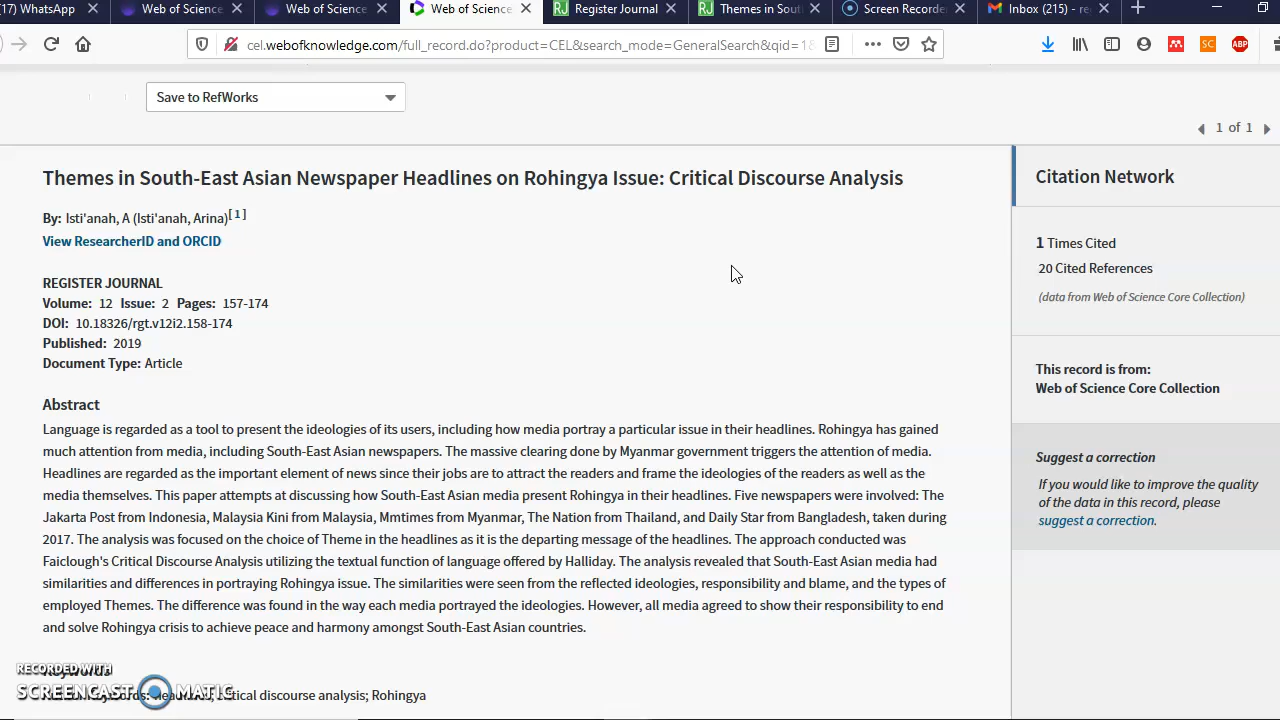 (17) WhatsApp
Web of Science
Web of Science
Web of Science
Register Journal
Themes in Sout
Screen Recorde
Inbox (215) - re
cel.webofknowledge.com/full_record.do?product=CEL&search_mode=GeneralSearch&qid=1
Save to RefWorks
1 of 1
Themes in South-East Asian Newspaper Headlines on Rohingya Issue: Critical Discourse Analysis
By: Isti'anah, A (Isti'anah, Arina)[ 1 ]
View ResearcherID and ORCID
REGISTER JOURNAL
Volume: 12 Issue: 2 Pages: 157-174
DOI: 10.18326/rgt.v12i2.158-174
Published: 2019
Document Type: Article
Abstract
Language is regarded as a tool to present the ideologies of its users, including how media portray a particular issue in their headlines. Rohingya has gained
much attention from media, including South-East Asian newspapers. The massive clearing done by Myanmar government triggers the attention of media.
Headlines are regarded as the important element of news since their jobs are to attract the readers and frame the ideologies of the readers as well as the
media themselves. This paper attempts at discussing how South-East Asian media present Rohingya in their headlines. Five newspapers were involved: The
Jakarta Post from Indonesia, Malaysia Kini from Malaysia, Mmtimes from Myanmar, The Nation from Thailand, and Daily Star from Bangladesh, taken during
2017. The analysis was focused on the choice of Theme in the headlines as it is the departing message of the headlines. The approach conducted was
Faiclough's Critical Discourse Analysis utilizing the textual function of language offered by Halliday. The analysis revealed that South-East Asian media had
similarities and differences in portraying Rohingya issue. The similarities were seen from the reflected ideologies, responsibility and blame, and the types of
employed Themes. The difference was found in the way each media portrayed the ideologies. However, all media agreed to show their responsibility to end
and solve Rohingya crisis to achieve peace and harmony amongst South-East Asian countries.
Keywords
discourse analysis; Rohingya
Citation Network
1 Times Cited
20 Cited References
(data from Web of Science Core Collection)
This record is from:
Web of Science Core Collection
Suggest a correction
If you would like to improve the quality
of the data in this record, please
suggest a correction.
SC
ABP
RECORDED WITH
SCREENCAST MATIC